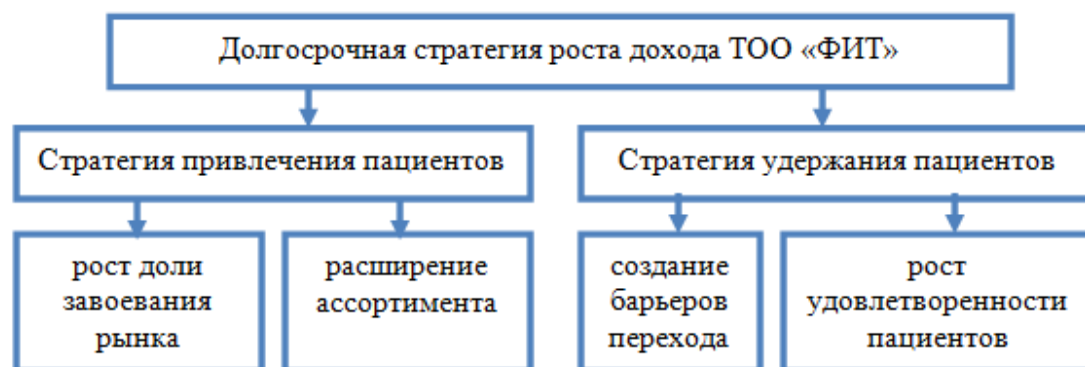 Долгосрочная стратегия роста дохода ТОО «ФИТ»
Стратегия привлечения пациентов
Стратегия удержания пациентов
рост доли
завоевания
рынка
расширение
ассортимента
создание
барьеров
перехода
рост
удовлетворенности
пациентов